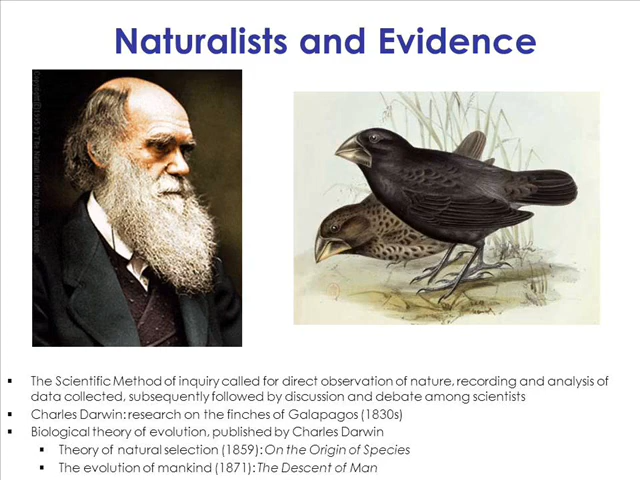 Naturalists and Evidence
▪ The Scientific Method of inquiry called for direct observation of nature, recording and analysis of
data collected, subsequently followed by discussion and debate among scientists
▪ Charles Darwin: research on the finches of Galapagos (1830s)
▪ Biological theory of evolution, published by Charles Darwin
▪ Theory of natural selection (1859): On the Origin of Species
▪ The evolution of mankind (1871): The Descent of Man